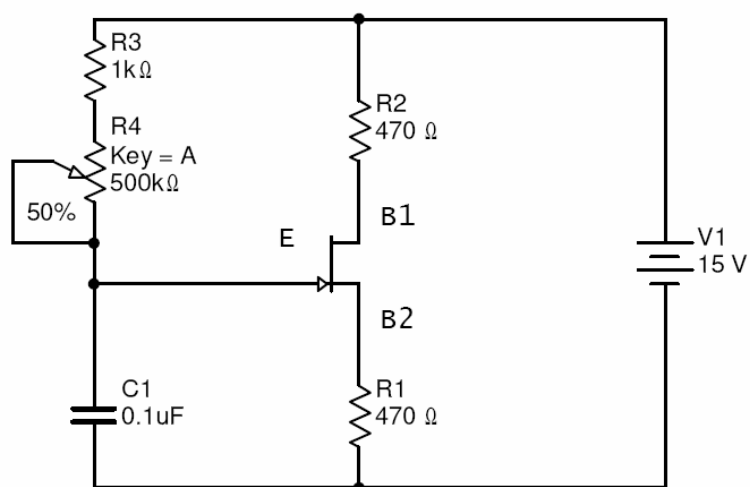 R3
1kΩ
R4
Key = A
500kΩ
50%
R2
470 Ω
B1
E
V1
15 V
B2
C1
0.1uF
R1
470 Ω